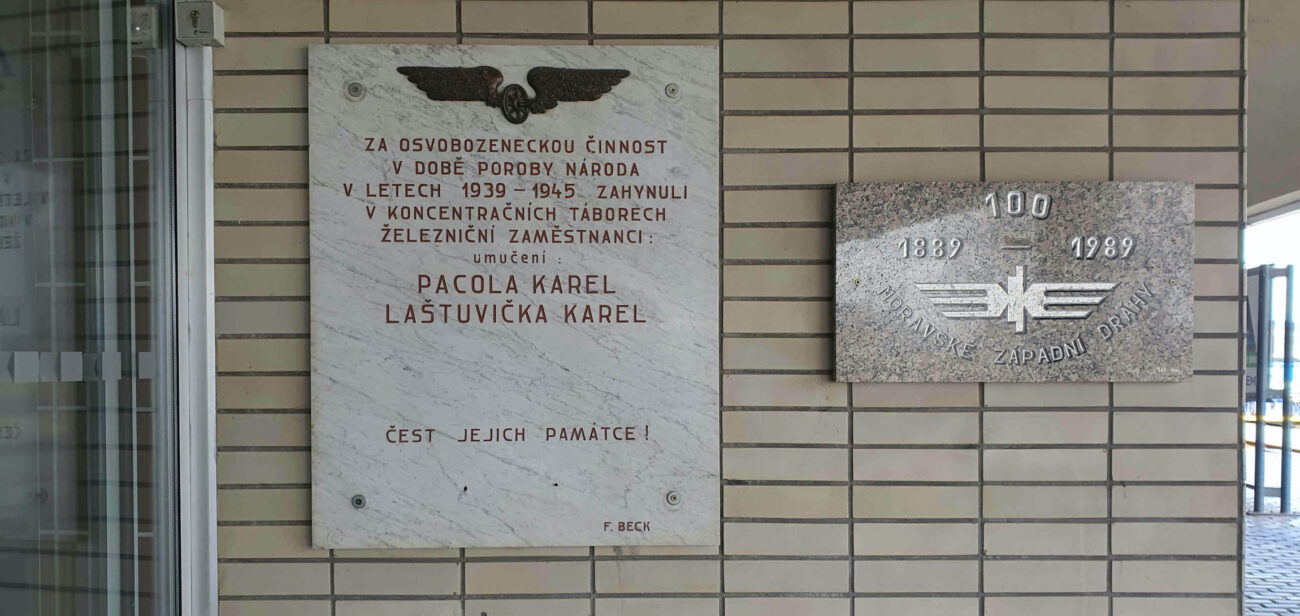 ZA OSVOBOZENECKOU ČINNOST
V DOBĚ POROBY NÁRODA
V LETECH 1939 – 1945 ZAHYNULI
V KONCENTRAČNÍCH TÁBORECH
ŽELEZNIČNÍ ZAMĚSTNANCI :
umučení :
PACOLA KAREL
LAŠTUVIČKA KAREL
ČEST JEJICH PAMÁTCE !
F. BECK
100
1889 – 1989
MORAVSKÉ ZÁPADNÍ DRÁHY